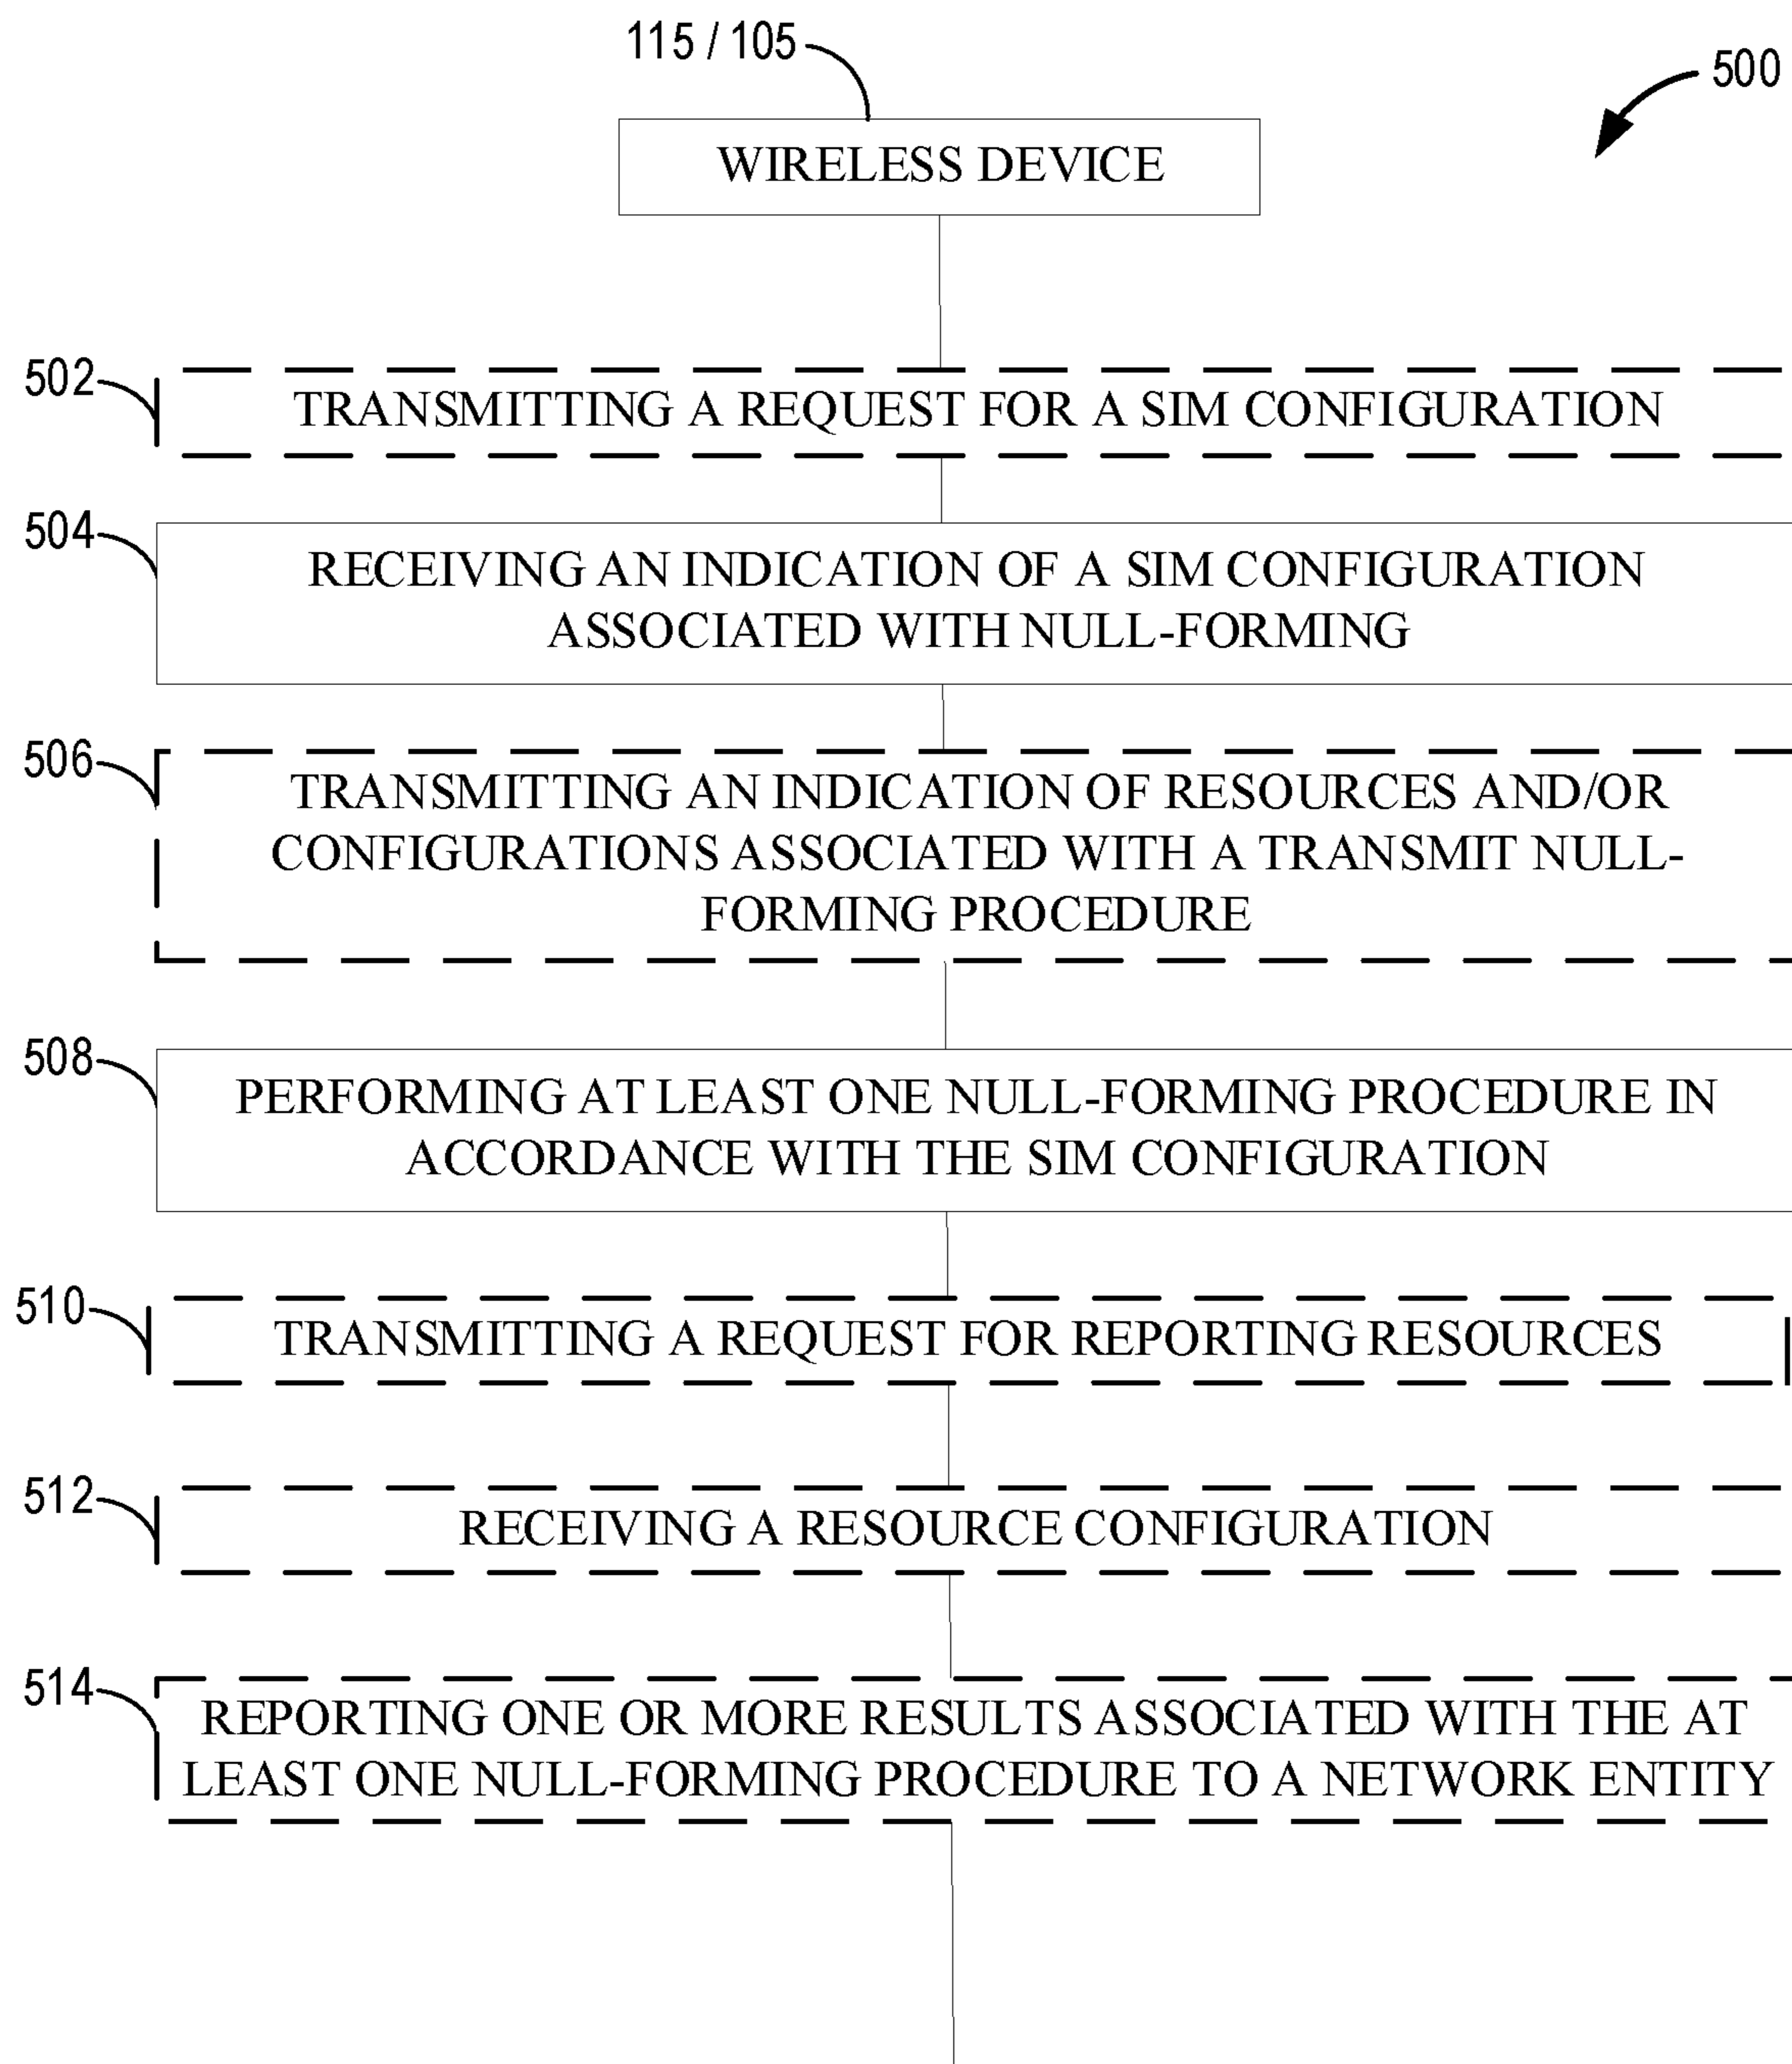 115 / 105
500
WIRELESS DEVICE
502
TRANSMITTING A REQUEST FOR A SIM CONFIGURATION
504
RECEIVING AN INDICATION OF A SIM CONFIGURATION
ASSOCIATED WITH NULL-FORMING
506
TRANSMITTING AN INDICATION OF RESOURCES AND/OR
CONFIGURATIONS ASSOCIATED WITH A TRANSMIT NULL-
FORMING PROCEDURE
508
PERFORMING AT LEAST ONE NULL-FORMING PROCEDURE IN
ACCORDANCE WITH THE SIM CONFIGURATION
510
TRANSMITTING A REQUEST FOR REPORTING RESOURCES
512
RECEIVING A RESOURCE CONFIGURATION
514
REPORTING ONE OR MORE RESULTS ASSOCIATED WITH THE AT
LEAST ONE NULL-FORMING PROCEDURE TO A NETWORK ENTITY